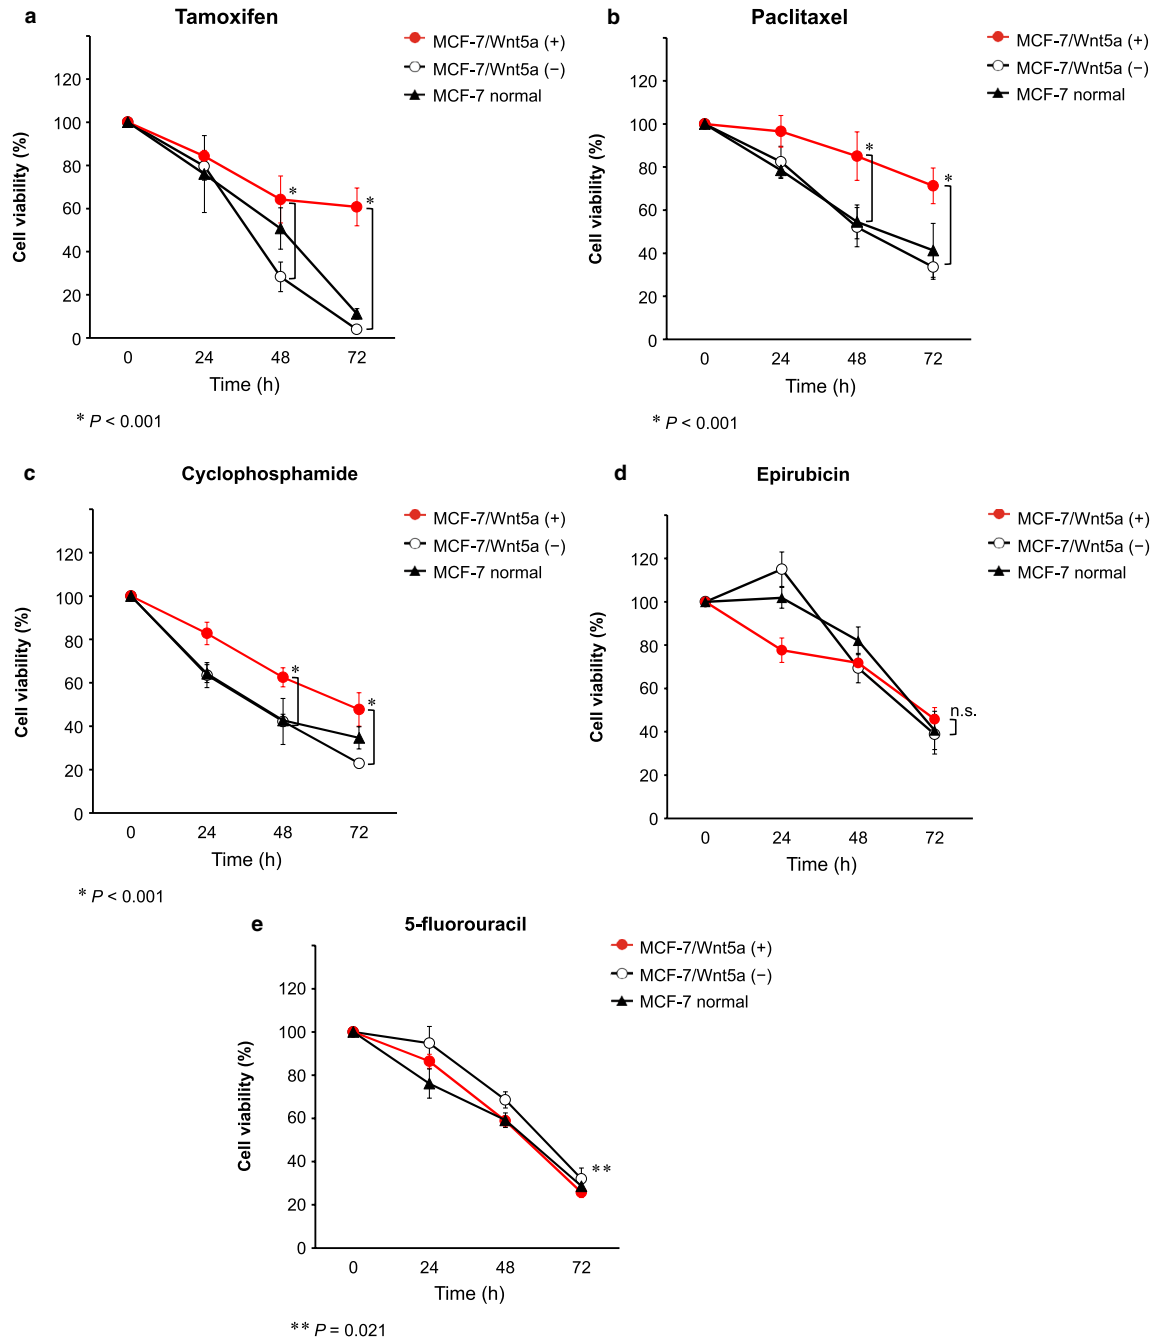 a
Tamoxifen
MCF-7/Wnt5a (+)
MCF-7/Wnt5a (−)
MCF-7 normal
Cell viability (%)
120
100
80
60
40
20
0
*
*
0 24 48 72
Time (h)
* P < 0.001
b
Paclitaxel
MCF-7/Wnt5a (+)
MCF-7/Wnt5a (−)
MCF-7 normal
Cell viability (%)
120
100
80
60
40
20
0
*
*
0 24 48 72
Time (h)
* P < 0.001
c
Cyclophosphamide
MCF-7/Wnt5a (+)
MCF-7/Wnt5a (−)
MCF-7 normal
Cell viability (%)
120
100
80
60
40
20
0
*
*
0 24 48 72
Time (h)
* P < 0.001
d
Epirubicin
MCF-7/Wnt5a (+)
MCF-7/Wnt5a (−)
MCF-7 normal
Cell viability (%)
120
100
80
60
40
20
0
n.s.
0 24 48 72
Time (h)
e
5-fluorouracil
MCF-7/Wnt5a (+)
MCF-7/Wnt5a (−)
MCF-7 normal
Cell viability (%)
120
100
80
60
40
20
0
**
0 24 48 72
Time (h)
** P = 0.021